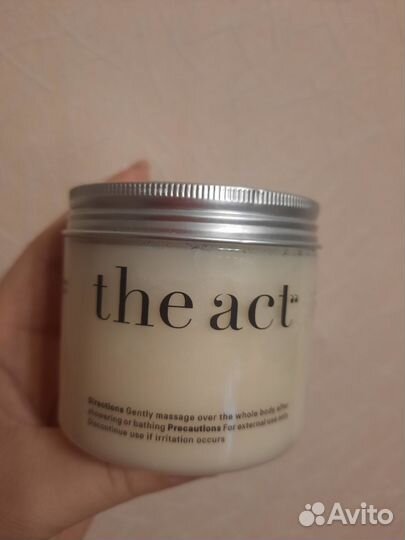 the act
Directions Gently massage over the whole body after
showering or bathing Precautions For external use only
Discontinue use if irritation occurs
Avito